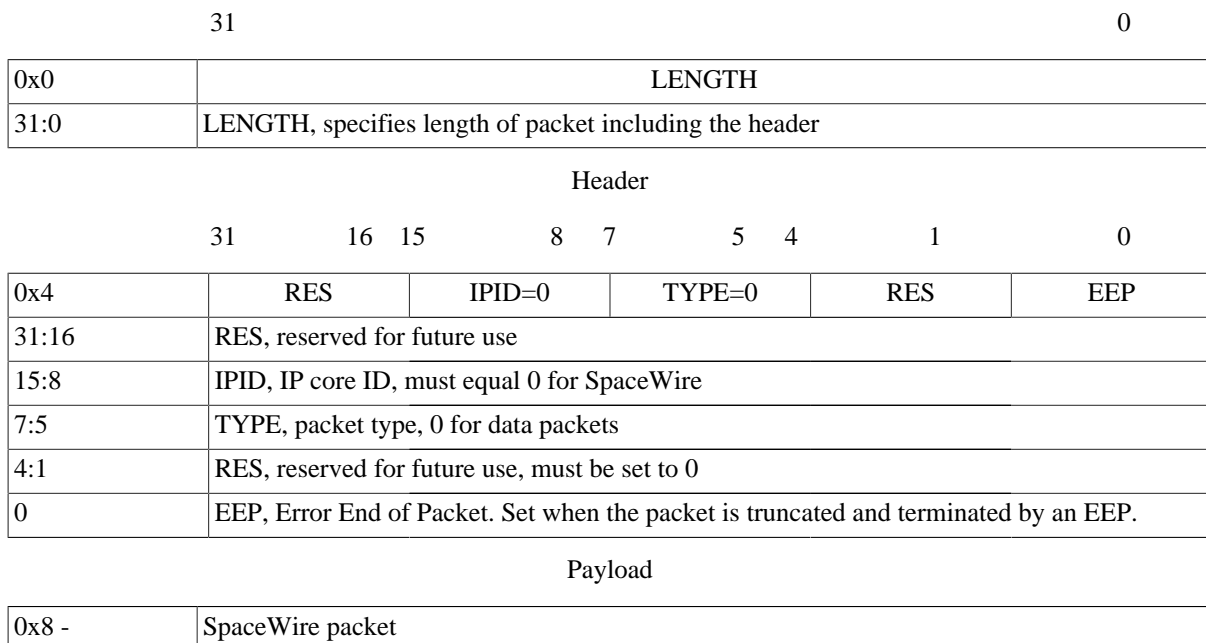 31 0
0x0 LENGTH
31:0 LENGTH, specifies length of packet including the header
Header
31 16 15 8 7 5 4 1 0
0x4 RES IPID=0 TYPE=0 RES EEP
31:16 RES, reserved for future use
15:8 IPID, IP core ID, must equal 0 for SpaceWire
7:5 TYPE, packet type, 0 for data packets
4:1 RES, reserved for future use, must be set to 0
0 EEP, Error End of Packet. Set when the packet is truncated and terminated by an EEP.
Payload
0x8 - SpaceWire packet